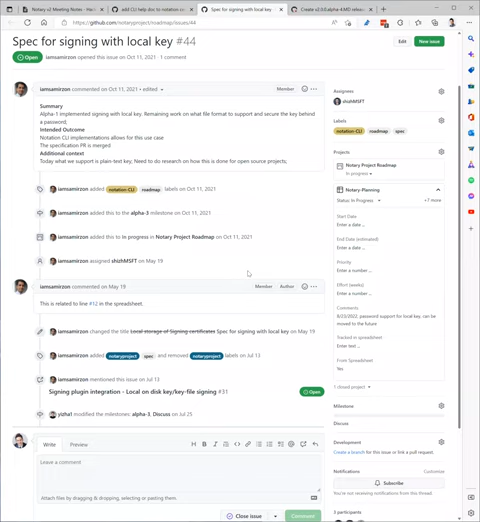 Notary v2 Meeting Notes - H
add CLI help doc to notation
Spec for signing with local key
Create v2.0.0.alpha.4.MD releas
https://github.com/notaryproject/roadmap/issues/44
Spec for signing with local key #44
Edit
New issue
Open
iamsamirzon opened this issue on Oct 11, 2021 · 1 comment
iamsamirzon commented on Oct 11, 2021 • edited
Member
Summary
Alpha-1 implemented signing with local key. Remaining work on what file format to support and secure the key behind
a password;
Intended Outcome
Notation CLI implementations allows for this use case
The specification PR is merged
Additional context
Today what we support is plain-text key. Need to do research on how this is done for open source projects;
iamsamirzon added notation-CLI roadmap labels on Oct 11, 2021
iamsamirzon added this to the alpha-3 milestone on Oct 11, 2021
iamsamirzon added this to In progress in Notary Project Roadmap on Oct 11, 2021
iamsamirzon assigned shizhMSFT on May 19
iamsamirzon commented on May 19
Member
Author
This is related to line #12 in the spreadsheet.
iamsamirzon changed the title Local storage of Signing certificates Spec for signing with local key on May 19
iamsamirzon added notaryproject spec and removed notaryproject labels on Jul 13
iamsamirzon mentioned this issue on Jul 13
Signing plugin integration - Local on disk key/key-file signing #31
Open
yizha1 modified the milestones: alpha-3, Discuss on Jul 25
Write
Preview
H B I
Leave a comment
Attach files by dragging & dropping, selecting or pasting them.
Close issue
Comment
Assignees
shizhMSFT
Labels
notation-CLI roadmap spec
Projects
Notary Project Roadmap
In progress
Notary-Planning
Status: In Progress
+7 more
Start Date
Enter a date ...
End Date (estimated)
Enter a date ...
Priority
Enter a number ...
Effort (weeks)
Enter a number ...
Comments
8/23/2022, password support for local key, can be
moved to the future
Tracked in spreadsheet
Enter text ...
From Spreadsheet
Yes
1 closed project
Milestone
Discuss
Development
Create a branch for this issue or link a pull request.
Notifications
Customize
Subscribe
You're not receiving notifications from this thread.
3 participants